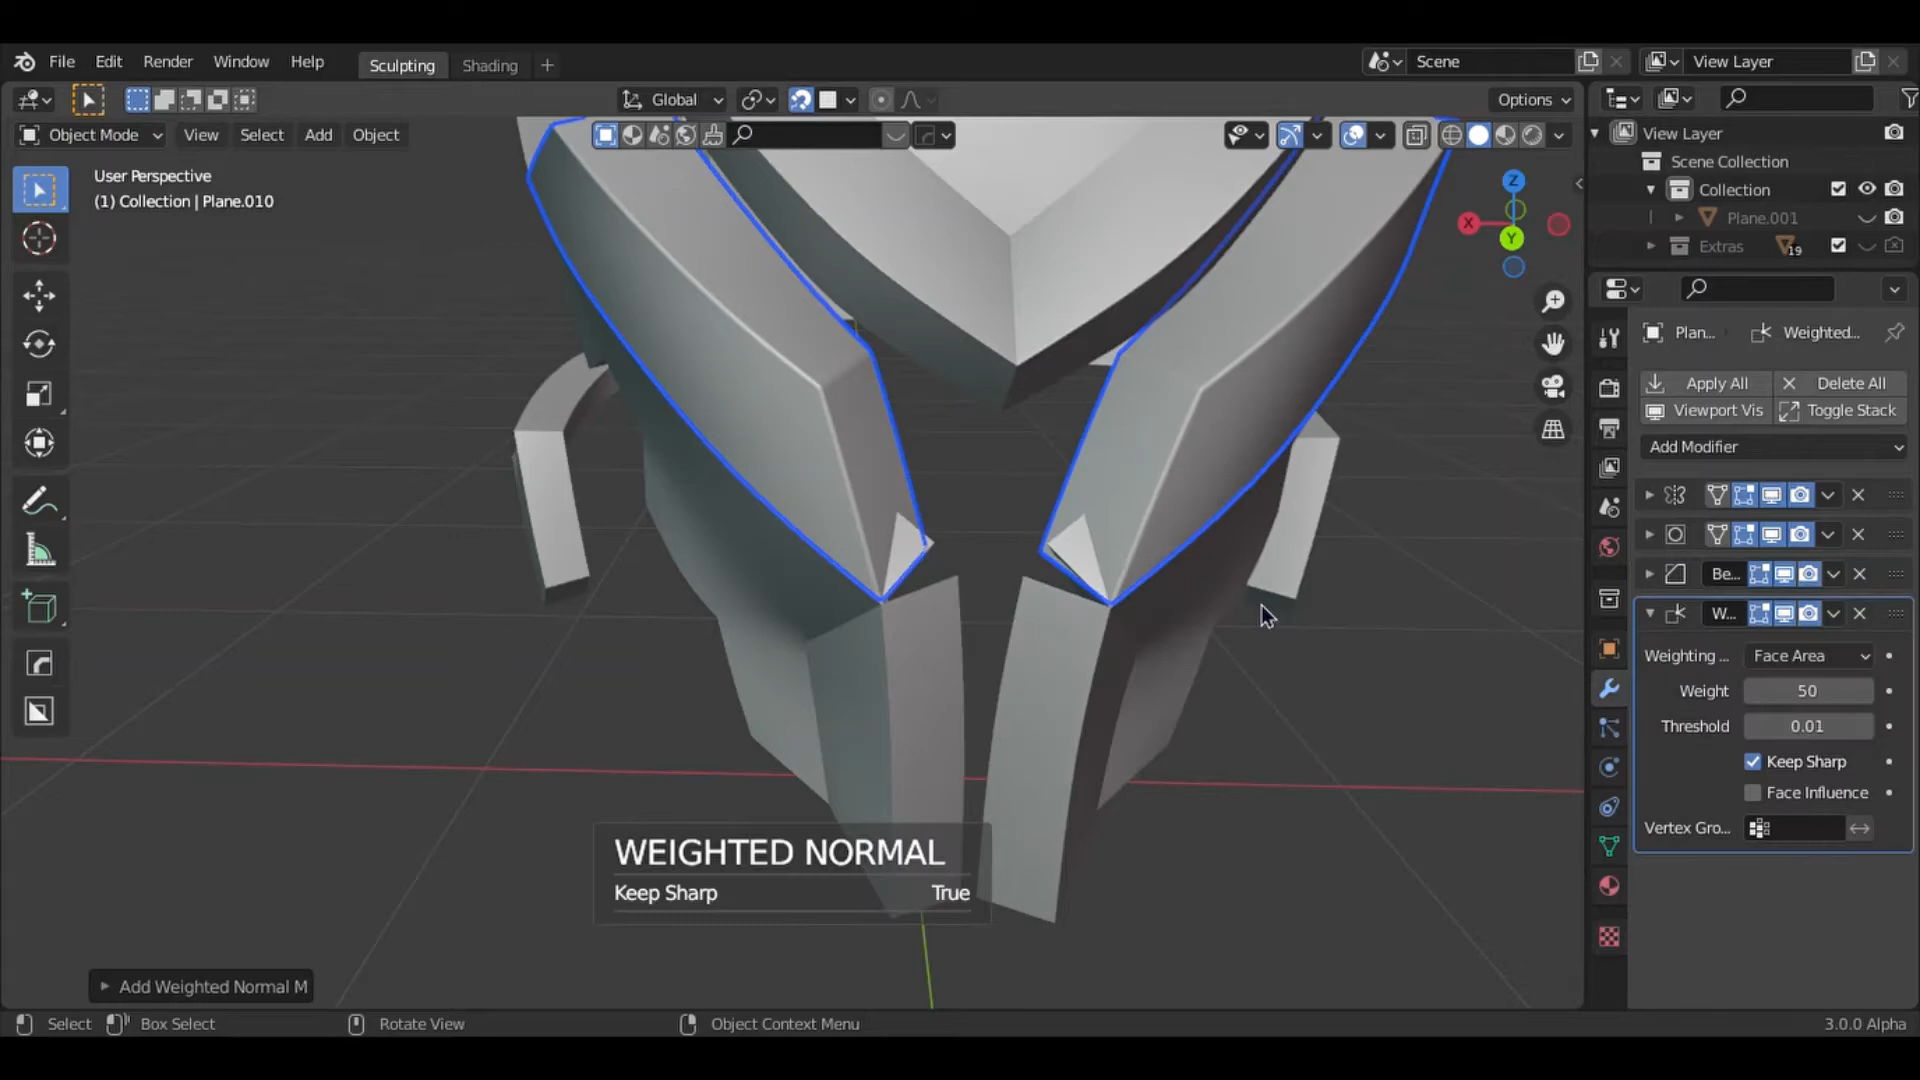 File Edit Render Window Help Sculpting Shading + Scene View Layer
Global Options
Object Mode View Select Add Object
User Perspective
(1) Collection | Plane.010
Z
X
Y
View Layer
Scene Collection
Collection
Plane.001
Extras 19
Plan... Weighted...
Apply All Delete All
Viewport Vis Toggle Stack
Add Modifier
Be...
W...
Weighting ... Face Area
Weight 50
Threshold 0.01
Keep Sharp
Face Influence
Vertex Gro...
WEIGHTED NORMAL
Keep Sharp True
Add Weighted Normal M
Select Box Select Rotate View Object Context Menu 3.0.0 Alpha